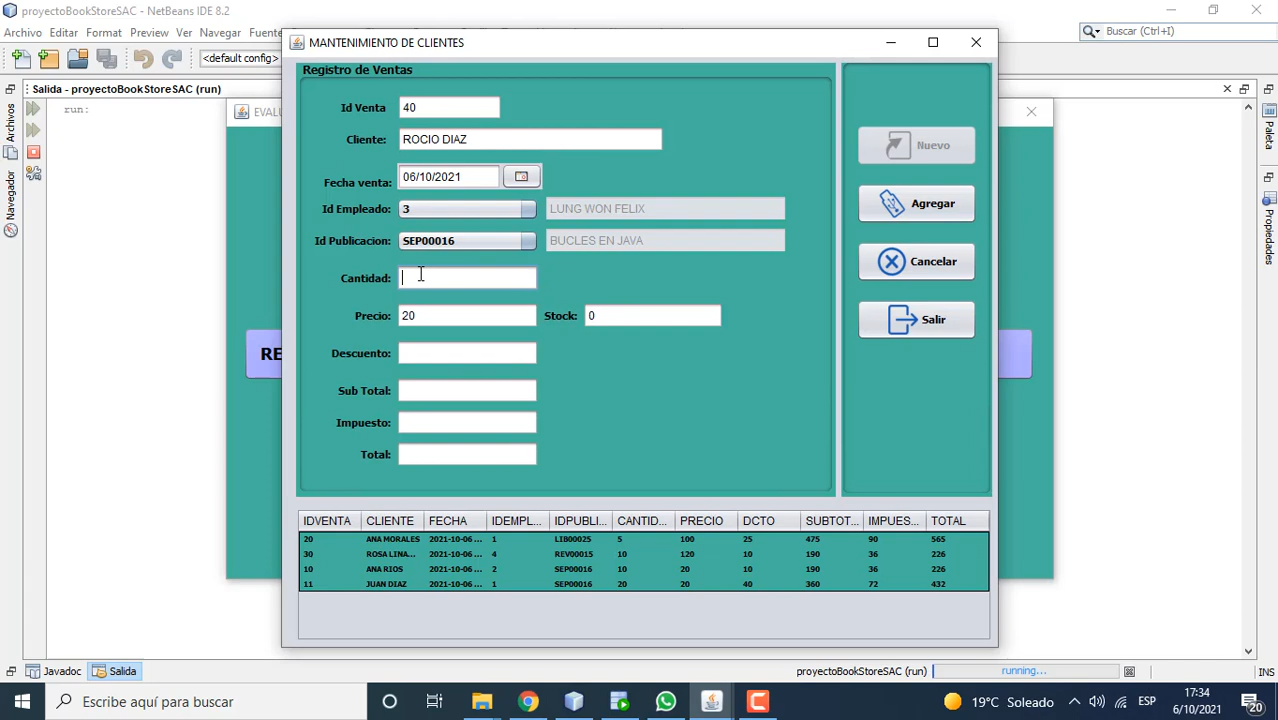 proyectoBookStoreSAC - NetBeans IDE 8.2
Archivo Editar Format Preview Ver Navegar Fuente
Buscar (Ctrl+I)
<default config>
Salida - proyectoBookStoreSAC (run)
run:
Archivos
Navegador
Paleta
Propiedades
EVALU
RE
MANTENIMIENTO DE CLIENTES
Registro de Ventas
Id Venta 40
Cliente: ROCIO DIAZ
Fecha venta: 06/10/2021
Id Empleado: 3 LUNG WON FELIX
Id Publicacion: SEP00016 BUCLES EN JAVA
Cantidad:
Precio: 20 Stock: 0
Descuento:
Sub Total:
Impuesto:
Total:
Nuevo
Agregar
Cancelar
Salir
IDVENTA CLIENTE FECHA IDEMPL... IDPUBLI... CANTID... PRECIO DCTO SUBTOT... IMPUES... TOTAL
20 ANA MORALES 2021-10-06 ... 1 LIB00025 5 100 25 475 90 565
30 ROSA LINA... 2021-10-06 ... 4 REV00015 10 120 10 190 36 226
10 ANA RIOS 2021-10-06 ... 2 SEP00016 10 20 10 190 36 226
11 JUAN DIAZ 2021-10-06 ... 1 SEP00016 20 20 40 360 72 432
Javadoc Salida
proyectoBookStoreSAC (run) running... INS
Escribe aquí para buscar
19°C Soleado ESP
17:34
6/10/2021
20